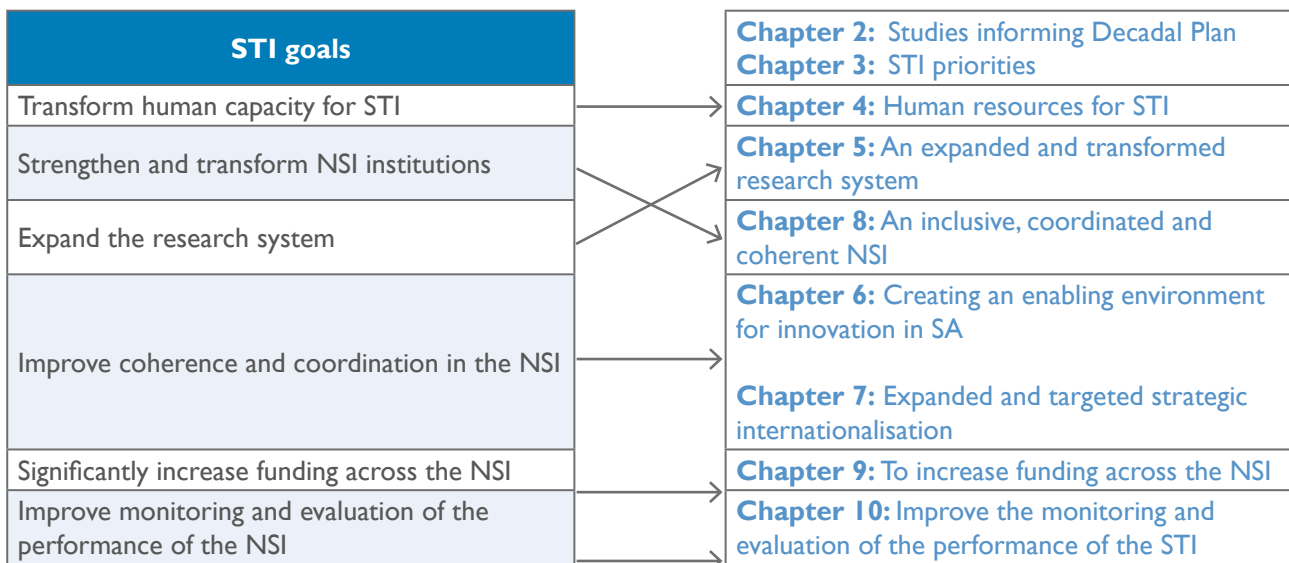 STI goals
Transform human capacity for STI
Strengthen and transform NSI institutions
Expand the research system
Improve coherence and coordination in the NSI
Significantly increase funding across the NSI
Improve monitoring and evaluation of the
performance of the NSI
Chapter 2: Studies informing Decadal Plan
Chapter 3: STI priorities
Chapter 4: Human resources for STI
Chapter 5: An expanded and transformed
research system
Chapter 8: An inclusive, coordinated and
coherent NSI
Chapter 6: Creating an enabling environment
for innovation in SA
Chapter 7: Expanded and targeted strategic
internationalisation
Chapter 9: To increase funding across the NSI
Chapter 10: Improve the monitoring and
evaluation of the performance of the STI